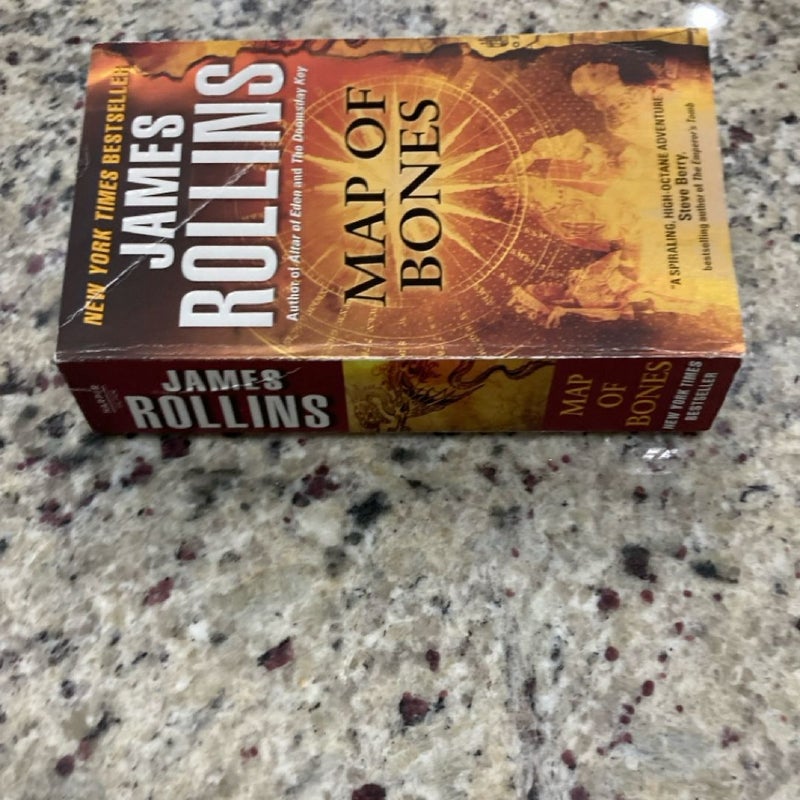 NEW YORK TIMES BESTSELLER
JAMES
ROLLINS
Author of Altar of Eden and The Doomsday Key
MAP OF
BONES
"A SPIRALING, HIGH-OCTANE ADVENTURE."
Steve Berry,
bestselling author of The Emperor's Tomb
HARPER
JAMES
ROLLINS
MAP
OF
BONES
NEW YORK TIMES
BESTSELLER